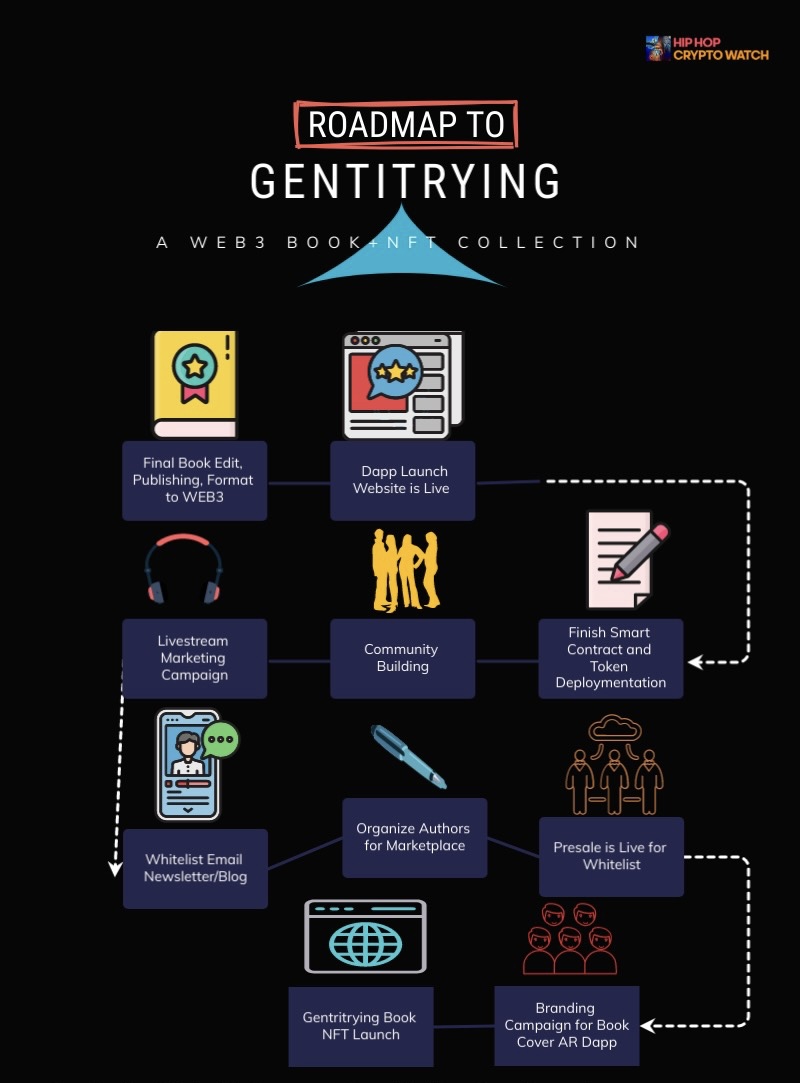 HIP HOP
CRYPTO WATCH
ROADMAP TO
GENTITRYING
A WEB3 BOOK+NFT COLLECTION
Final Book Edit,
Publishing, Format
to WEB3
Dapp Launch
Website is Live
Finish Smart
Contract and
Token
Deploymentation
Community
Building
Livestream
Marketing
Campaign
Whitelist Email
Newsletter/Blog
Organize Authors
for Marketplace
Presale is Live for
Whitelist
Branding
Campaign for Book
Cover AR Dapp
Gentritrying Book
NFT Launch